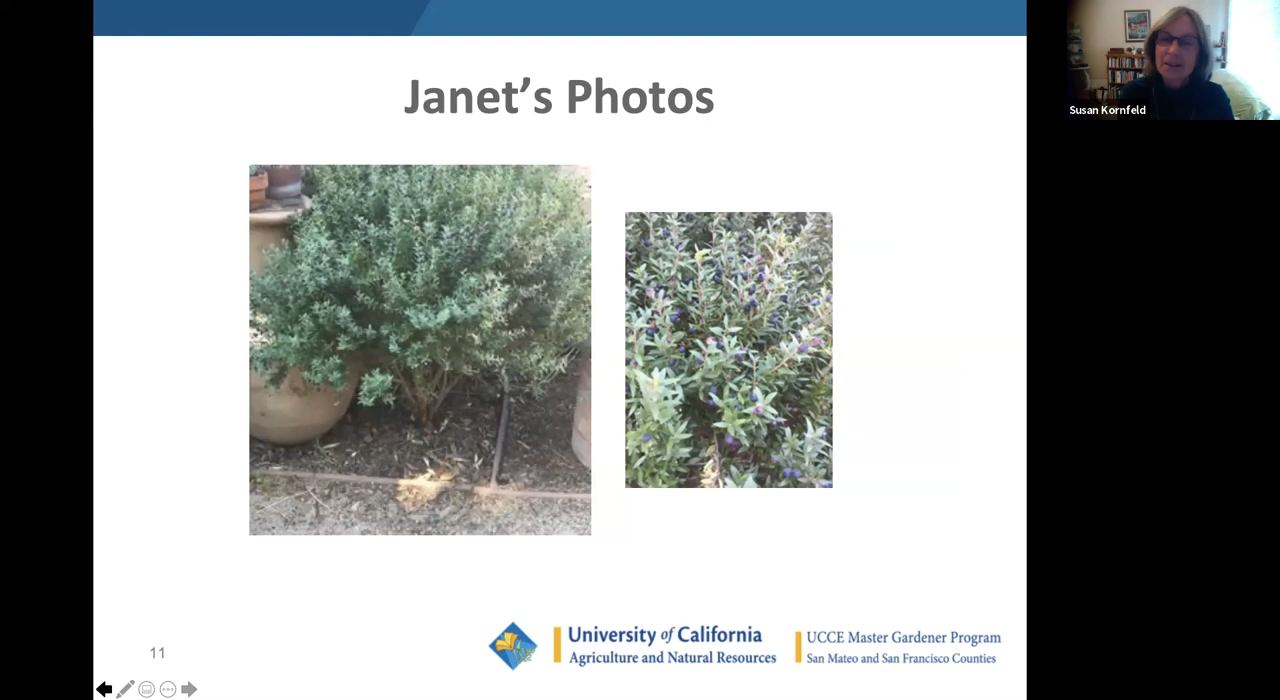 Janet’s Photos
Susan Kornfeld
11
University of California
Agriculture and Natural Resources
UCCE Master Gardener Program
San Mateo and San Francisco Counties